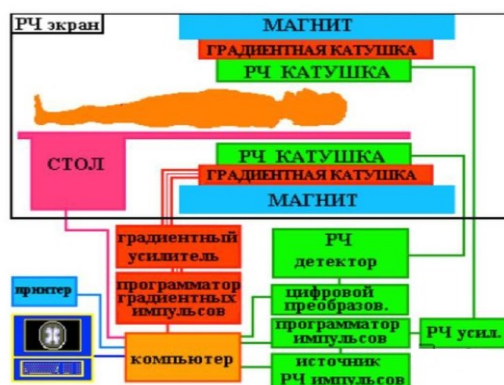 РЧ экран
МАГНИТ
ГРАДИЕНТНАЯ КАТУШКА
РЧ КАТУШКА
СТОЛ
РЧ КАТУШКА
ГРАДИЕНТНАЯ КАТУШКА
МАГНИТ
градиентный
усилитель
РЧ
детектор
принтер
программатор
градиентных
импульсов
цифровой
преобразов.
компьютер
программатор
импульсов
РЧ усил.
источник
РЧ импульсов